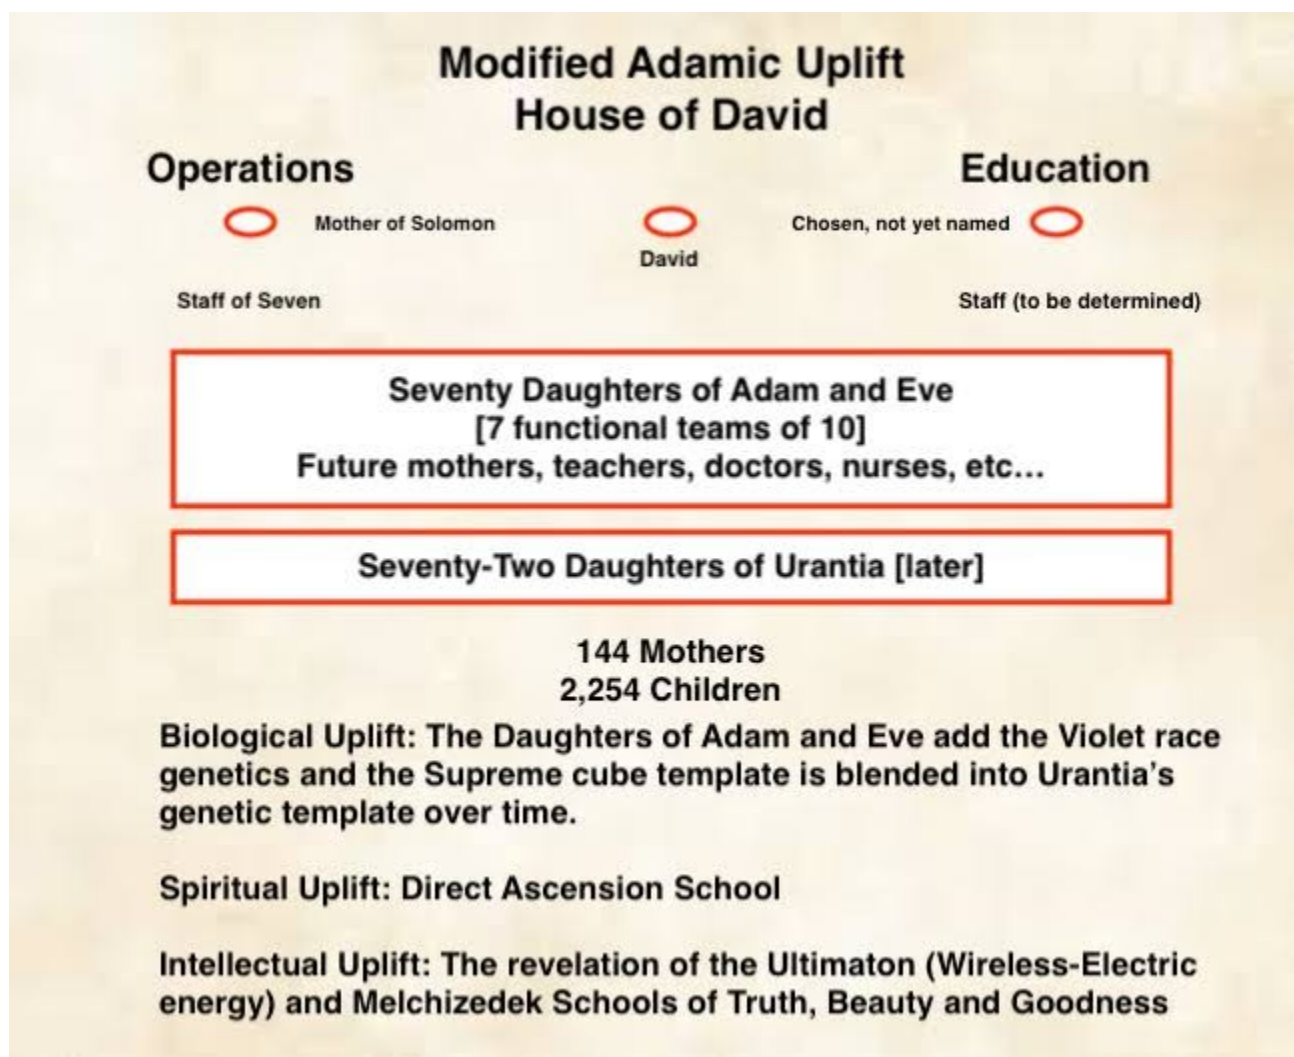 Modified Adamic Uplift
House of David
Operations
Education
Mother of Solomon
David
Chosen, not yet named
Staff of Seven
Staff (to be determined)
Seventy Daughters of Adam and Eve
[7 functional teams of 10]
Future mothers, teachers, doctors, nurses, etc...
Seventy-Two Daughters of Urantia [later]
144 Mothers
2,254 Children
Biological Uplift: The Daughters of Adam and Eve add the Violet race
genetics and the Supreme cube template is blended into Urantia's
genetic template over time.
Spiritual Uplift: Direct Ascension School
Intellectual Uplift: The revelation of the Ultimaton (Wireless-Electric
energy) and Melchizedek Schools of Truth, Beauty and Goodness